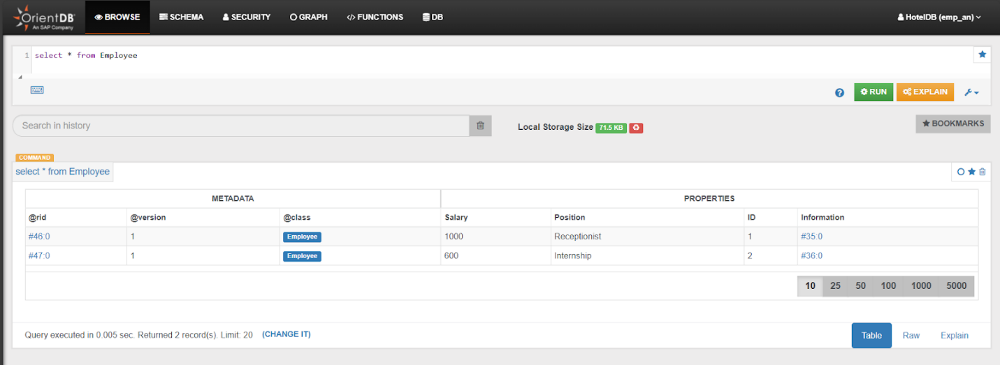 OrientDB® BROWSE SCHEMA SECURITY GRAPH </> FUNCTIONS DB HotelDB (emp_an)
An SAP Company
1 select * from Employee
RUN EXPLAIN
Search in history Local Storage Size 71.5 KB BOOKMARKS
COMMAND
select * from Employee
METADATA PROPERTIES
@rid @version @class Salary Position ID Information
#46:0 1 Employee 1000 Receptionist 1 #35:0
#47:0 1 Employee 600 Internship 2 #36:0
10 25 50 100 1000 5000
Query executed in 0.005 sec. Returned 2 record(s). Limit: 20 (CHANGE IT) Table Raw Explain